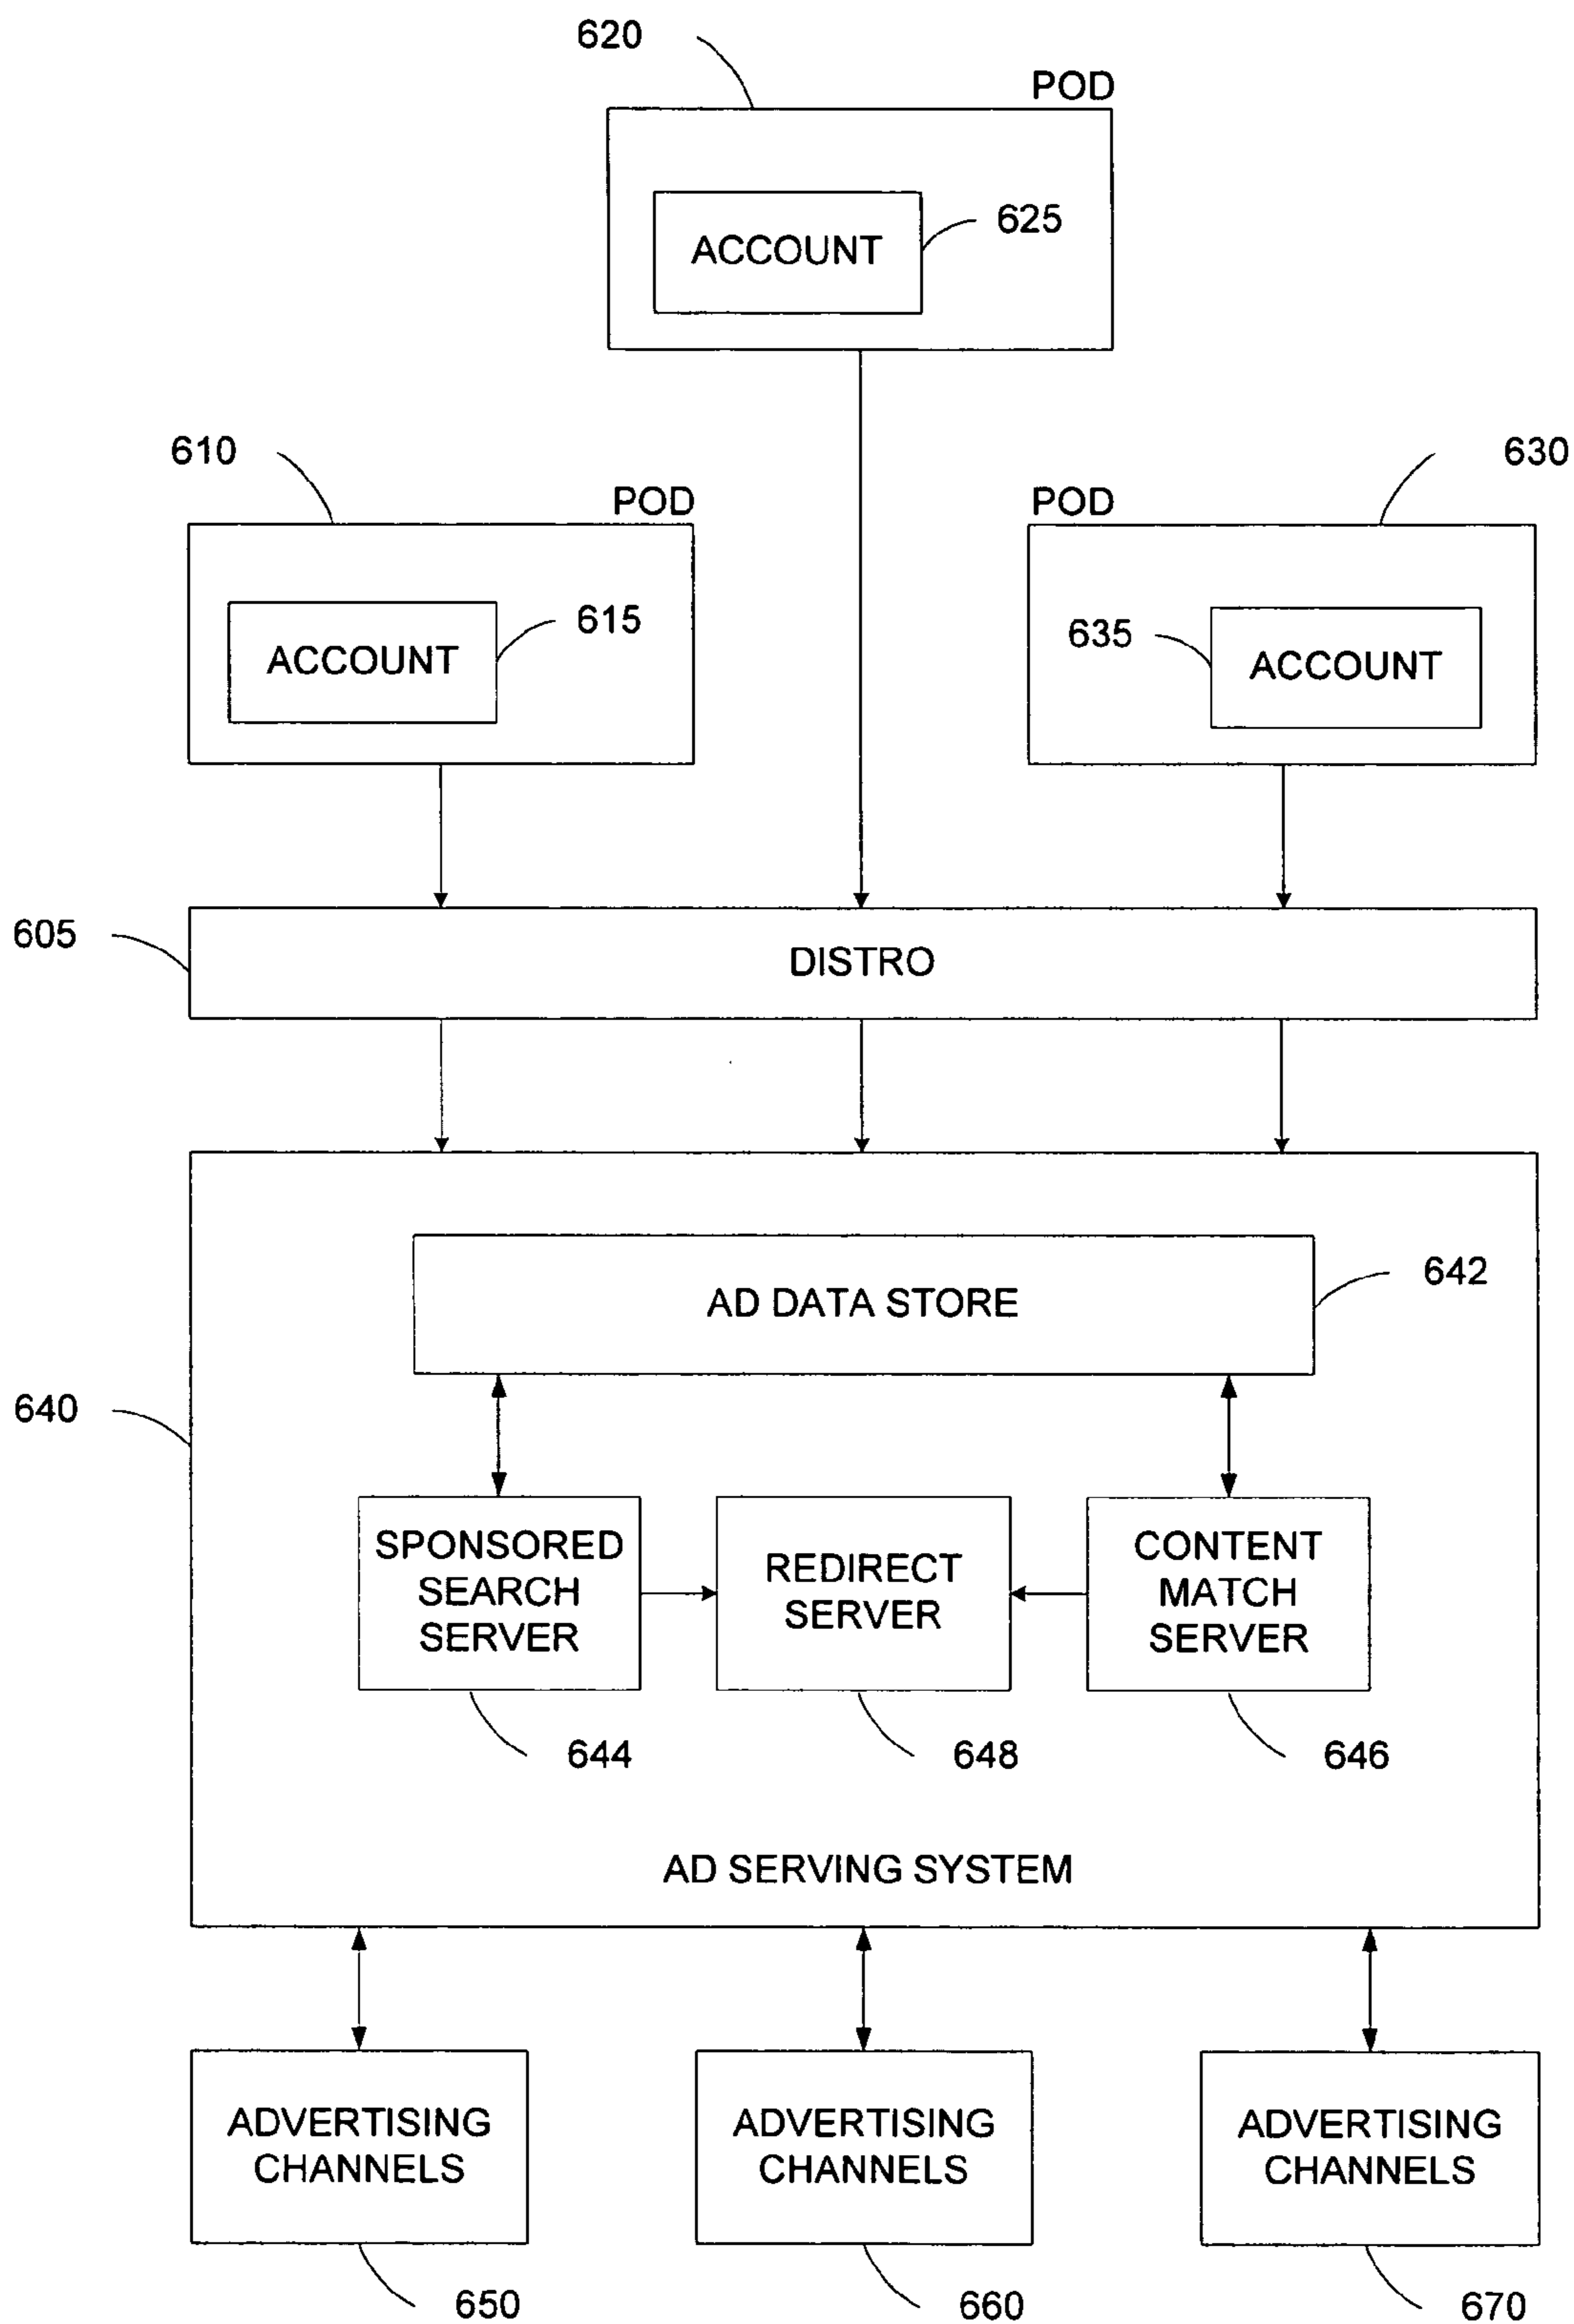 620
POD
ACCOUNT
625
610
POD
ACCOUNT
615
630
POD
635
ACCOUNT
605
DISTRO
AD DATA STORE
642
640
SPONSORED
SEARCH
SERVER
644
REDIRECT
SERVER
648
CONTENT
MATCH
SERVER
646
AD SERVING SYSTEM
ADVERTISING
CHANNELS
650
ADVERTISING
CHANNELS
660
ADVERTISING
CHANNELS
670